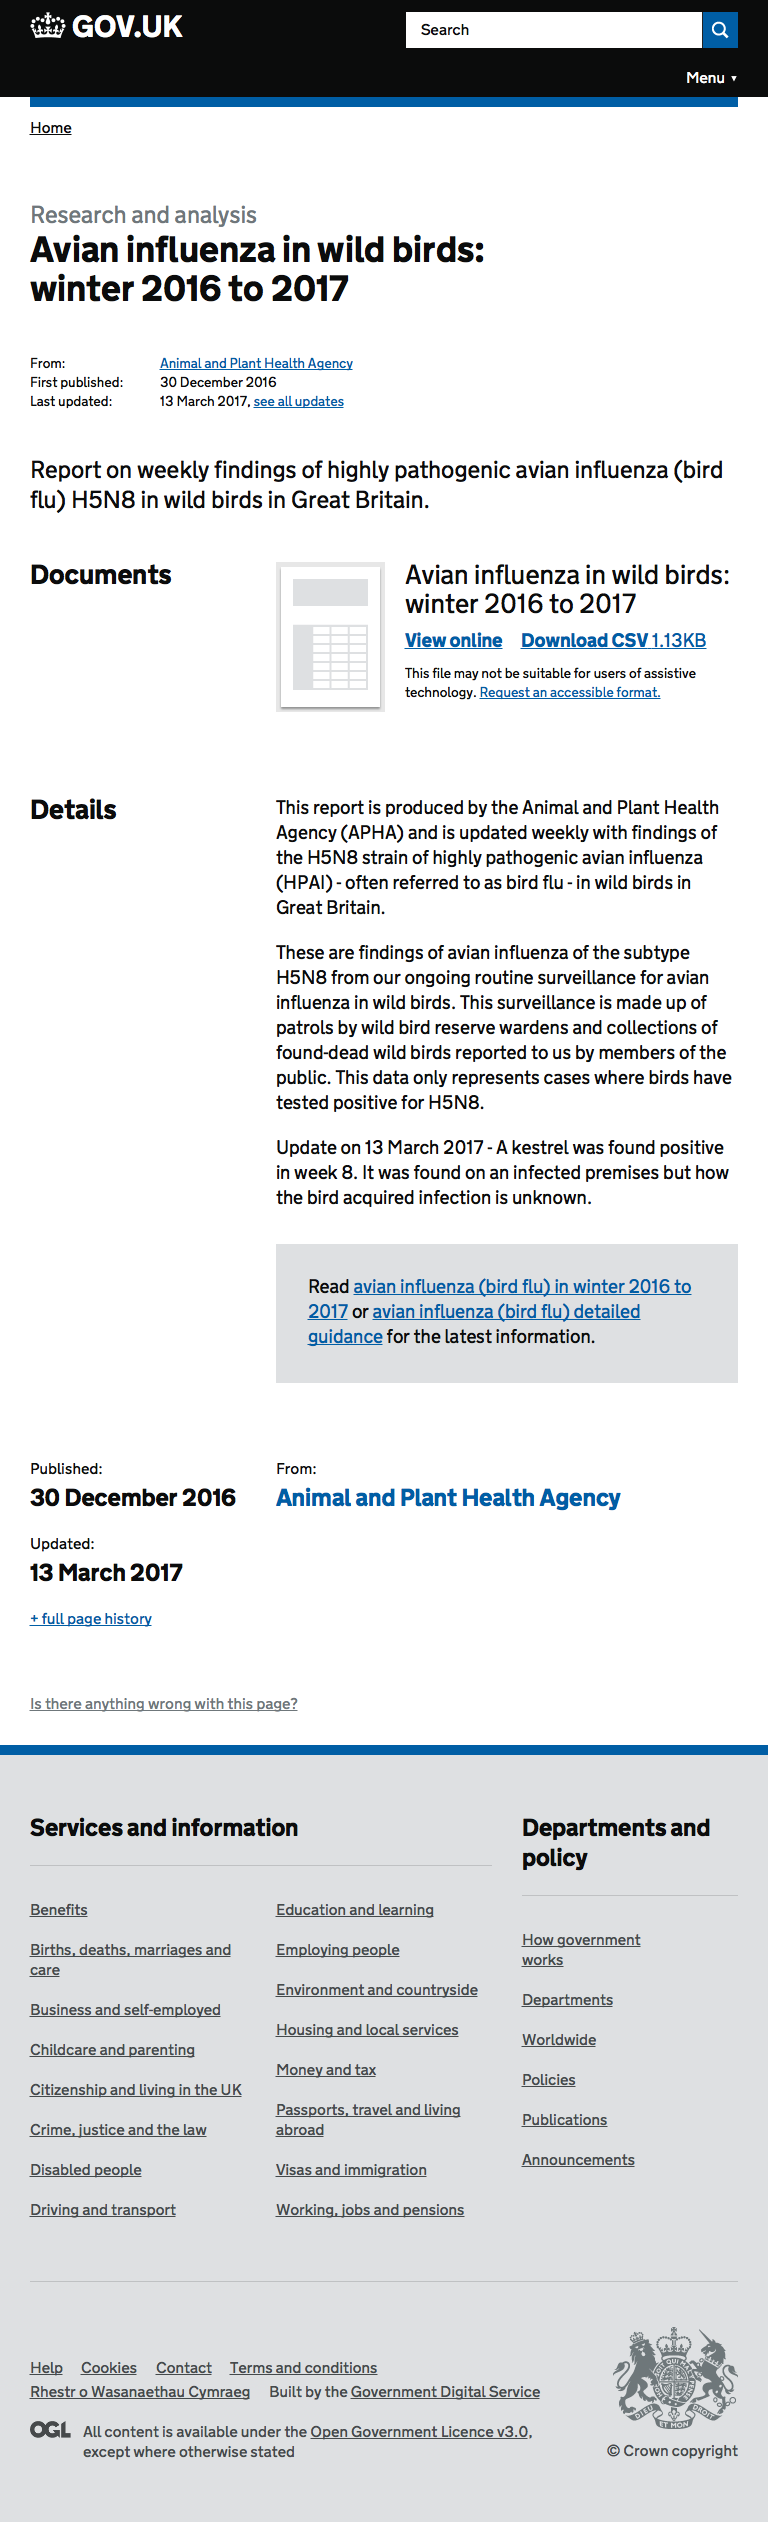 GOV.UK
Search
Menu ▼
Home
Research and analysis
Avian influenza in wild birds:
winter 2016 to 2017
From: Animal and Plant Health Agency
First published: 30 December 2016
Last updated: 13 March 2017, see all updates
Report on weekly findings of highly pathogenic avian influenza (bird
flu) H5N8 in wild birds in Great Britain.
Documents
Avian influenza in wild birds:
winter 2016 to 2017
View online Download CSV 1.13KB
This file may not be suitable for users of assistive
technology. Request an accessible format.
Details
This report is produced by the Animal and Plant Health
Agency (APHA) and is updated weekly with findings of
the H5N8 strain of highly pathogenic avian influenza
(HPAI) - often referred to as bird flu - in wild birds in
Great Britain.
These are findings of avian influenza of the subtype
H5N8 from our ongoing routine surveillance for avian
influenza in wild birds. This surveillance is made up of
patrols by wild bird reserve wardens and collections of
found-dead wild birds reported to us by members of the
public. This data only represents cases where birds have
tested positive for H5N8.
Update on 13 March 2017 - A kestrel was found positive
in week 8. It was found on an infected premises but how
the bird acquired infection is unknown.
Read avian influenza (bird flu) in winter 2016 to
2017 or avian influenza (bird flu) detailed
guidance for the latest information.
Published:
30 December 2016
Updated:
13 March 2017
+ full page history
From:
Animal and Plant Health Agency
Is there anything wrong with this page?
Services and information
Benefits
Births, deaths, marriages and
care
Business and self-employed
Childcare and parenting
Citizenship and living in the UK
Crime, justice and the law
Disabled people
Driving and transport
Education and learning
Employing people
Environment and countryside
Housing and local services
Money and tax
Passports, travel and living
abroad
Visas and immigration
Working, jobs and pensions
Departments and
policy
How government
works
Departments
Worldwide
Policies
Publications
Announcements
Help Cookies Contact Terms and conditions
Rhestr o Wasanaethau Cymraeg Built by the Government Digital Service
OGL All content is available under the Open Government Licence v3.0,
except where otherwise stated
DIEU ET MON DROIT
© Crown copyright